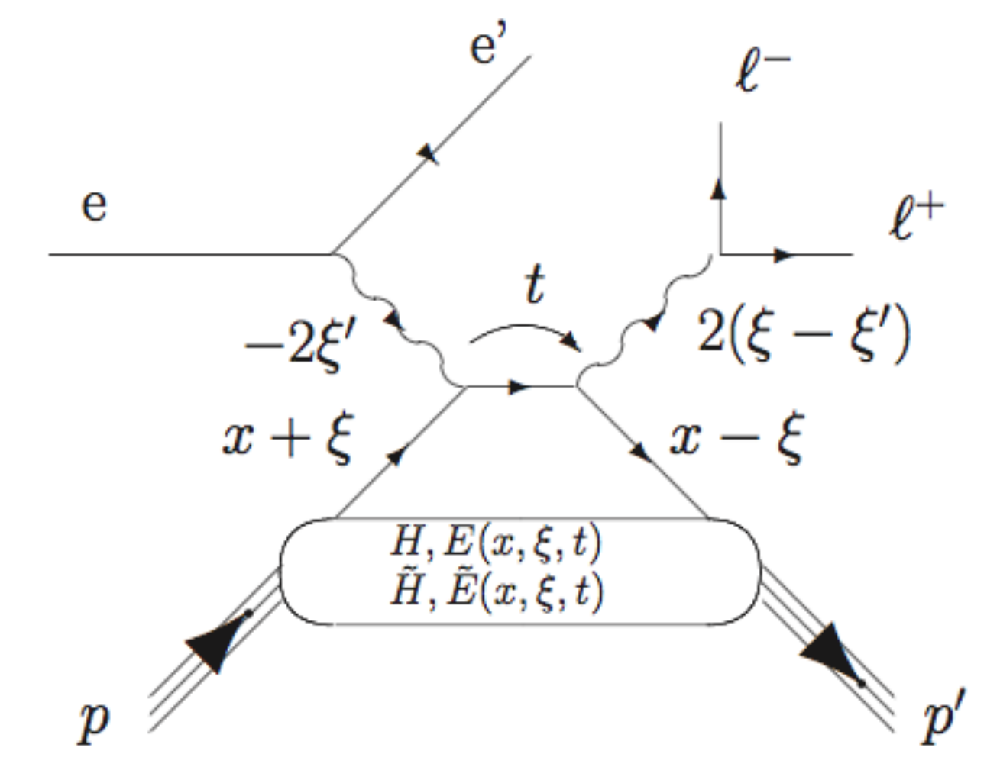 e'
ℓ⁻
e
ℓ⁺
t
−2ξ′
2(ξ − ξ′)
x + ξ
x − ξ
H, E(x, ξ, t)
H̃, Ẽ(x, ξ, t)
p
p′